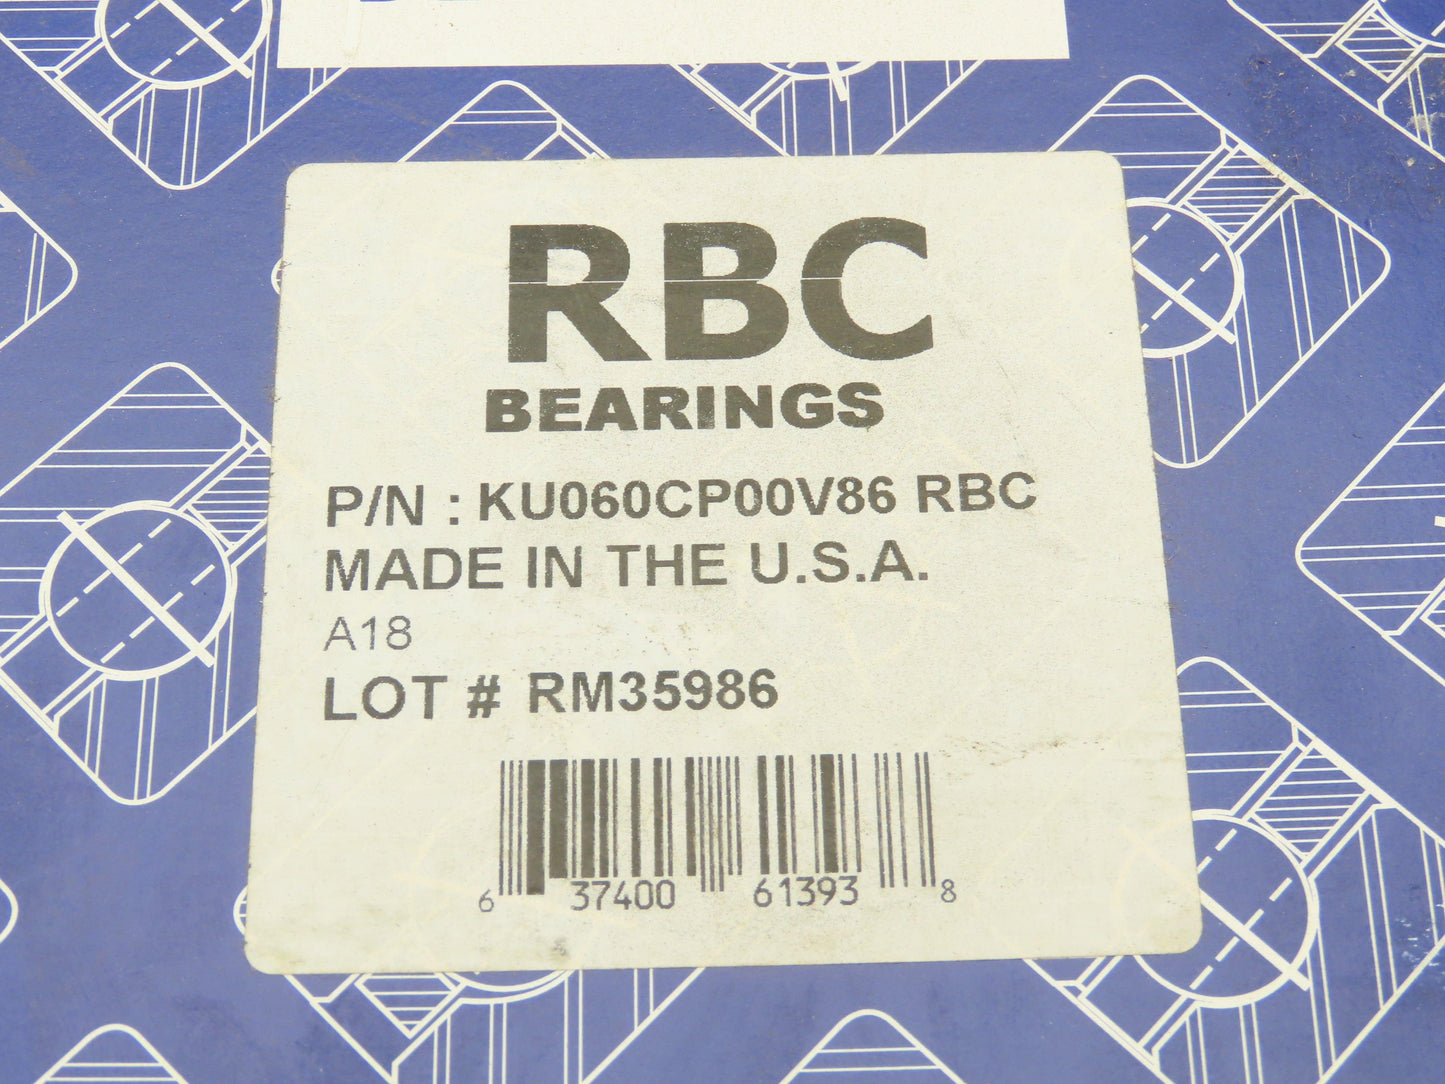 RBC
BEARINGS
P/N : KU060CP00V86 RBC
MADE IN THE U.S.A.
A18
LOT # RM35986
6 37400 61393 8